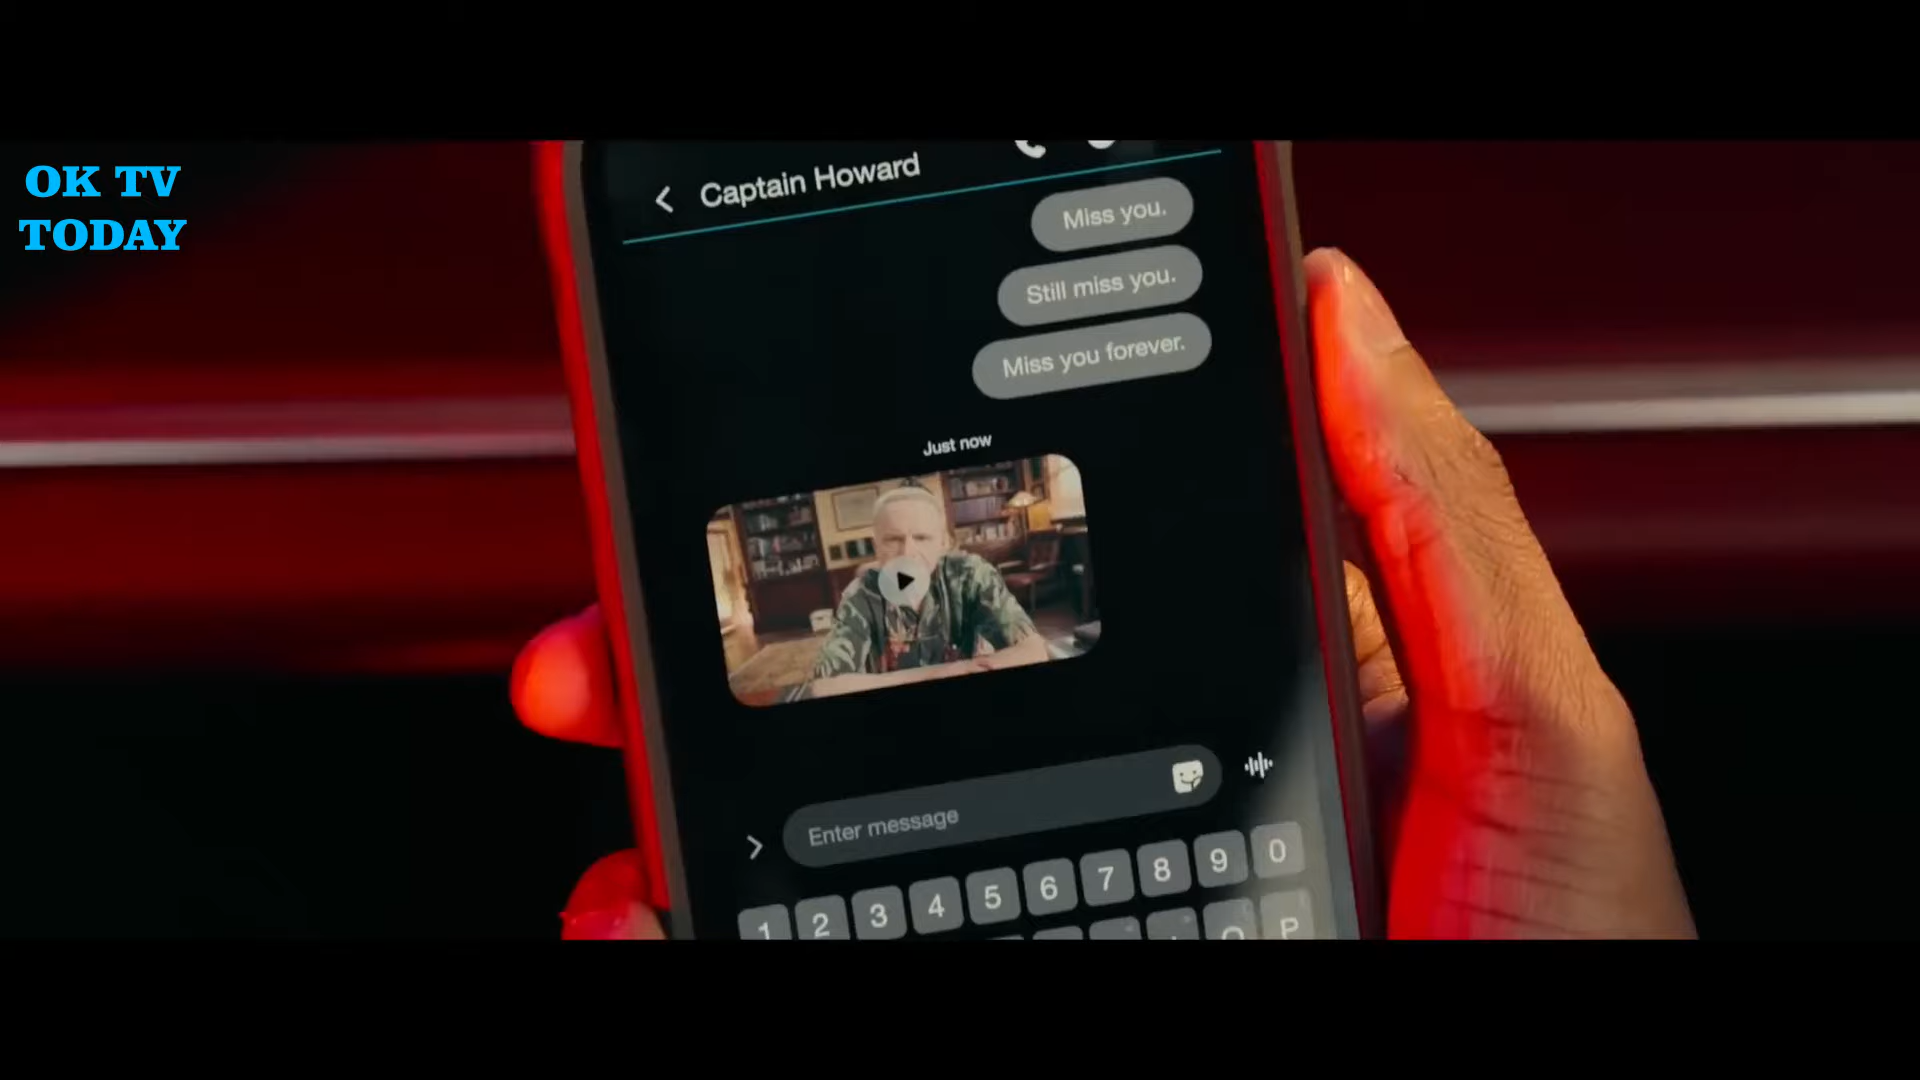 OK TV
TODAY
Captain Howard
Miss you.
Still miss you.
Miss you forever.
Just now
Enter message
1 2 3 4 5 6 7 8 9 0
O P